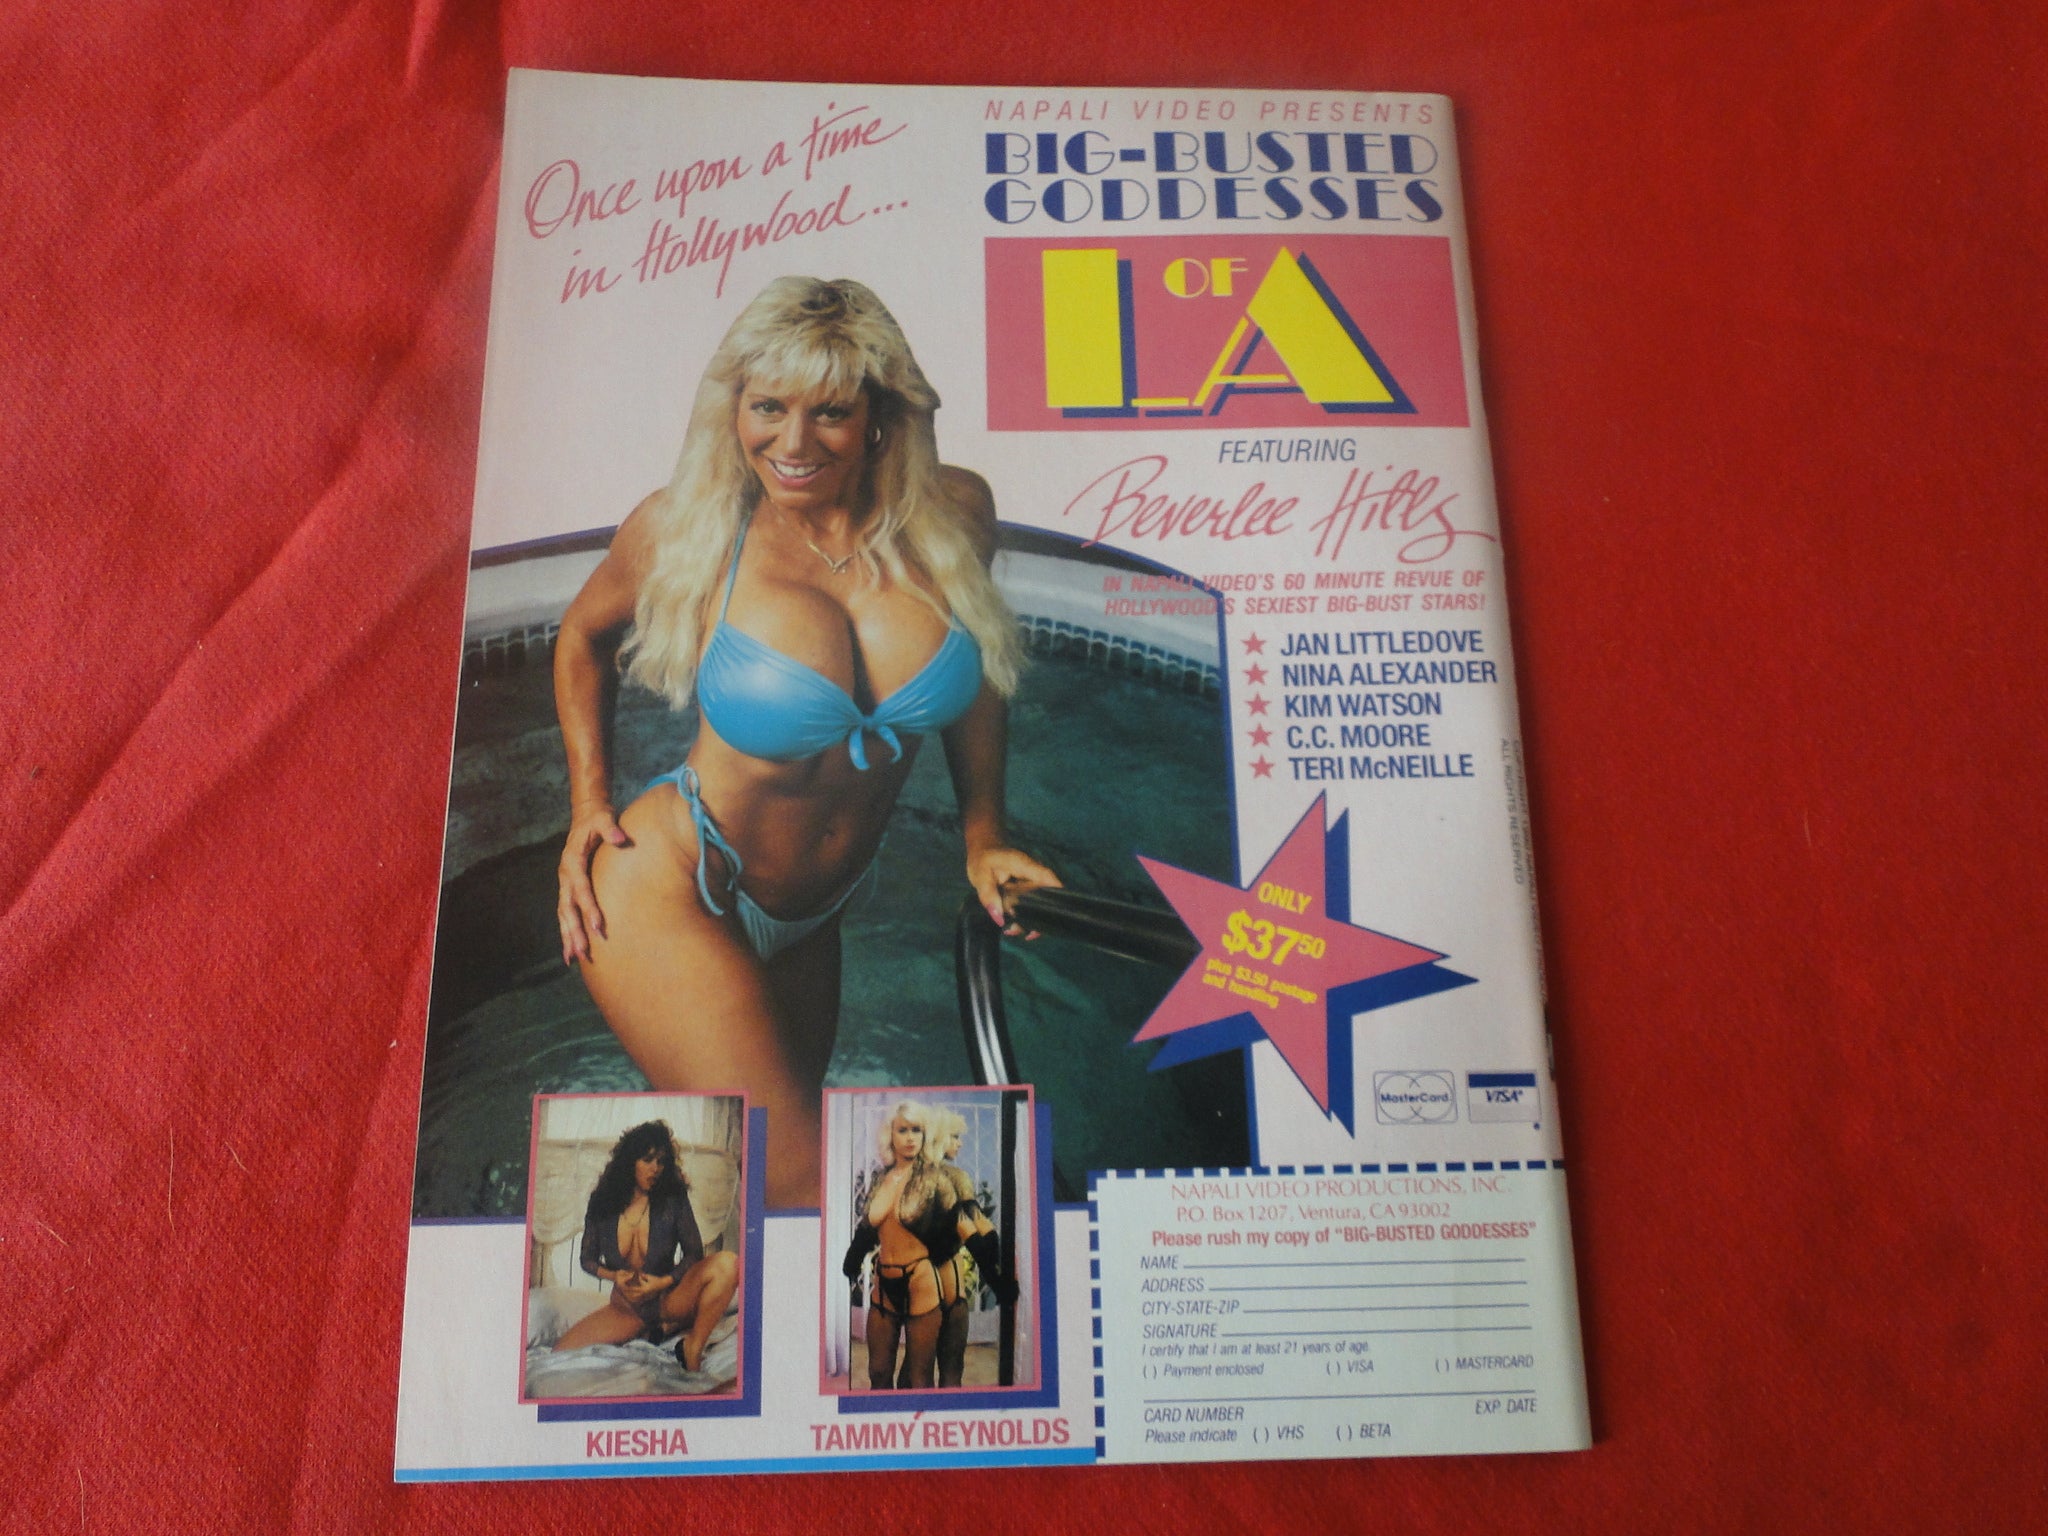 Once upon a time
in Hollywood...
NAPALI VIDEO PRESENTS
BIG-BUSTED
GODDESSES
OF
LA
FEATURING
Beverlee Hills
IN NAPALI VIDEO'S 60 MINUTE REVUE OF
HOLLYWOOD'S SEXIEST BIG-BUST STARS!
★ JAN LITTLEDOVE
★ NINA ALEXANDER
★ KIM WATSON
★ C.C. MOORE
★ TERI McNEILLE
ALL RIGHTS RESERVED
ONLY
$37.50
plus $3.50 postage
and handling
MasterCard
VISA®
KIESHA
TAMMY REYNOLDS
NAPALI VIDEO PRODUCTIONS, INC.
P.O. Box 1207, Ventura, CA 93002
Please rush my copy of "BIG-BUSTED GODDESSES"
NAME
ADDRESS
CITY-STATE-ZIP
SIGNATURE
I certify that I am at least 21 years of age.
( ) Payment enclosed ( ) VISA ( ) MASTERCARD
CARD NUMBER EXP. DATE
Please indicate ( ) VHS ( ) BETA